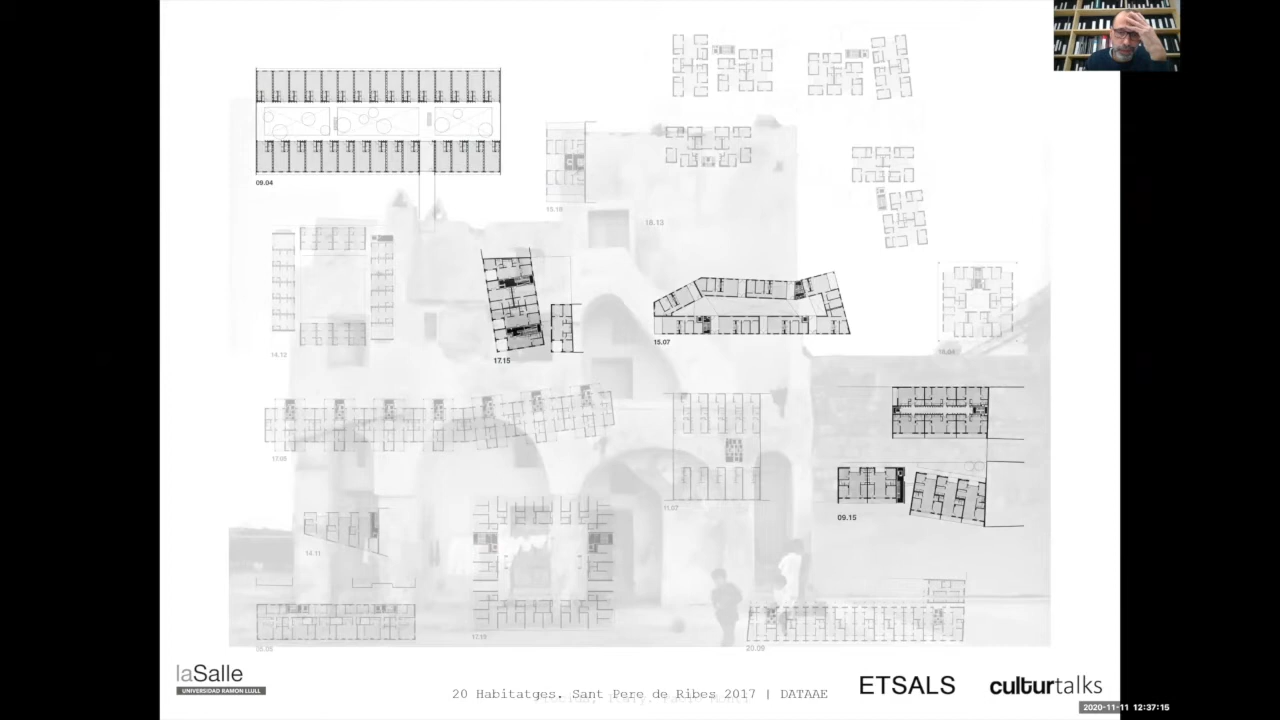 09.04
15.18
18.13
14.12
17.15
15.07
17.05
11.07
09.15
14.11
17.19
20.09
laSalle
UNIVERSIDAD RAMON LLULL
20 Habitatges. Sant Pere de Ribes 2017 | DATAAE
ETSALS
culturtalks
2020-11-11 12:37:15